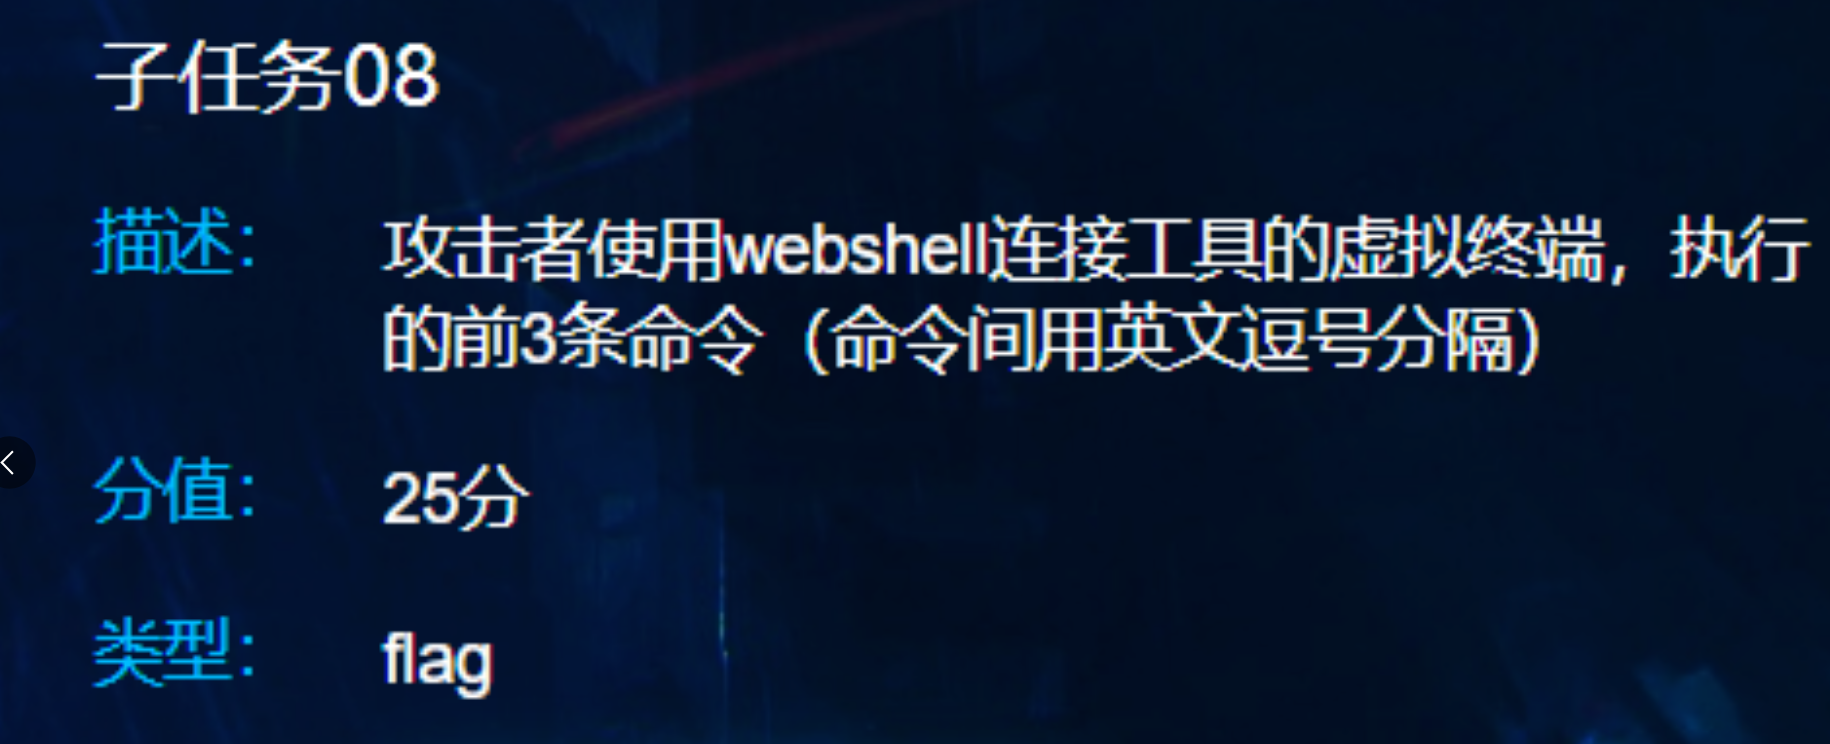 子任务08
描述： 攻击者使用webshell连接工具的虚拟终端，执行
的前3条命令（命令间用英文逗号分隔）
分值： 25分
类型： flag